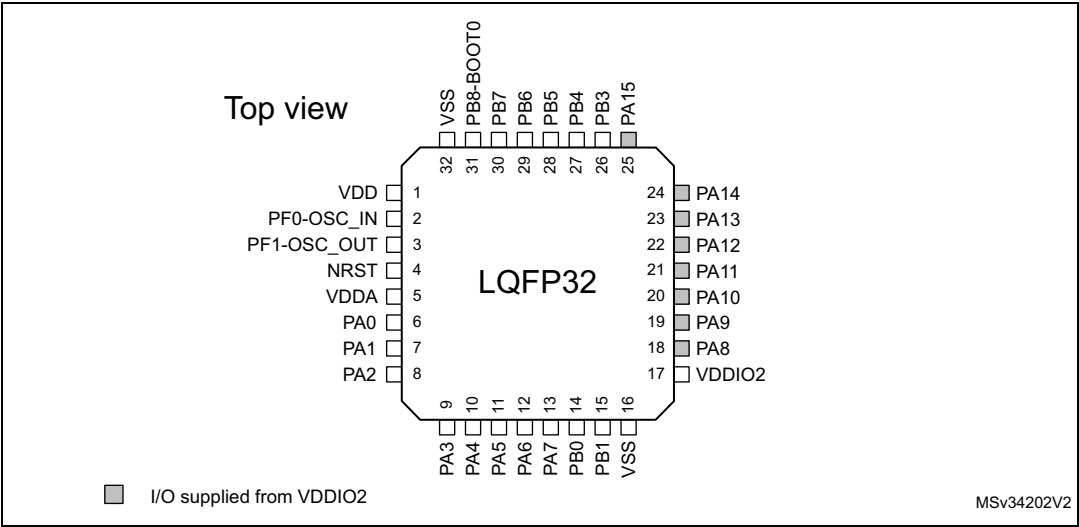 Top view
VSS
PB8-BOOT0
PB7
PB6
PB5
PB4
PB3
PA15
32
31
30
29
28
27
26
25
VDD 1
PF0-OSC_IN 2
PF1-OSC_OUT 3
NRST 4
VDDA 5
PA0 6
PA1 7
PA2 8
LQFP32
24 PA14
23 PA13
22 PA12
21 PA11
20 PA10
19 PA9
18 PA8
17 VDDIO2
9
10
11
12
13
14
15
16
PA3
PA4
PA5
PA6
PA7
PB0
PB1
VSS
I/O supplied from VDDIO2
MSv34202V2